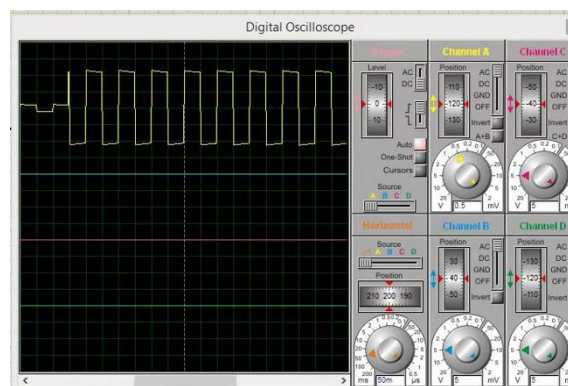 Digital Oscilloscope
Trigger
Level
AC
DC
-10
0
10
Auto
One-Shot
Cursors
Source
A B C D
Channel A
Position
110
120
130
AC
DC
GND
OFF
Invert
A+B
V
0.5
mV
Channel C
Position
-50
-40
-30
AC
DC
GND
OFF
Invert
C+D
V
5
Horizontal
Source
A B C D
Position
210 200 190
ms
50m
µs
Channel B
Position
30
40
50
AC
DC
GND
OFF
Invert
V
5
mV
Channel D
Position
-130
-120
-110
AC
DC
GND
OFF
Invert
V
5